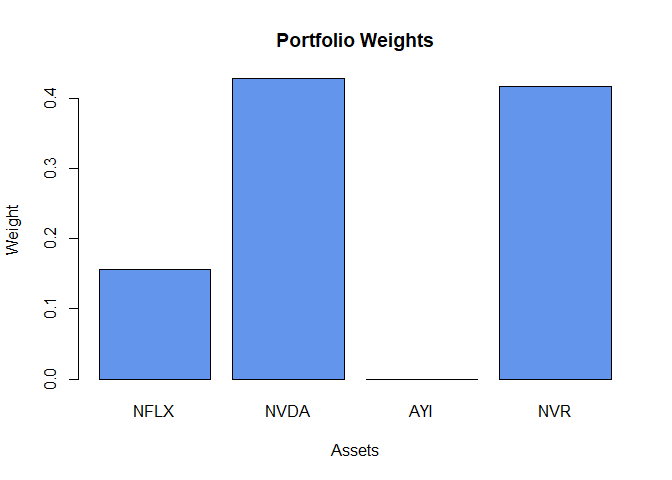 Portfolio Weights
0.4
0.3
0.2
0.1
0.0
Weight
NFLX NVDA AYI NVR
Assets